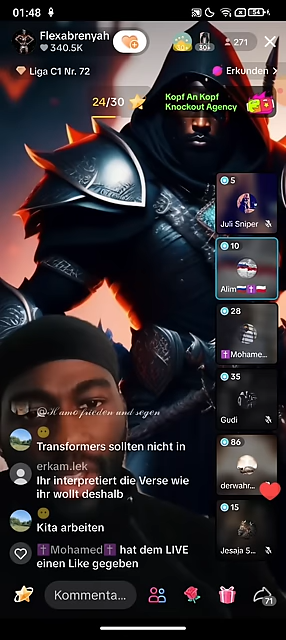 01:48
54
Flexabrenyah
340.5K
30+
271
Liga C1 Nr. 72
Erkunden
24/30
Kopf An Kopf
Knockout Agency
5
Juli Sniper
10
Alim
28
Mohame...
35
Gudi
86
derwahr...
15
Jesaja 5...
@Hamo frieden und segen
Transformers sollten nicht in
erkam.lek
Ihr interpretiert die Verse wie
ihr wollt deshalb
Kita arbeiten
✝️Mohamed✝️ hat dem LIVE
einen Like gegeben
Kommenta...
71